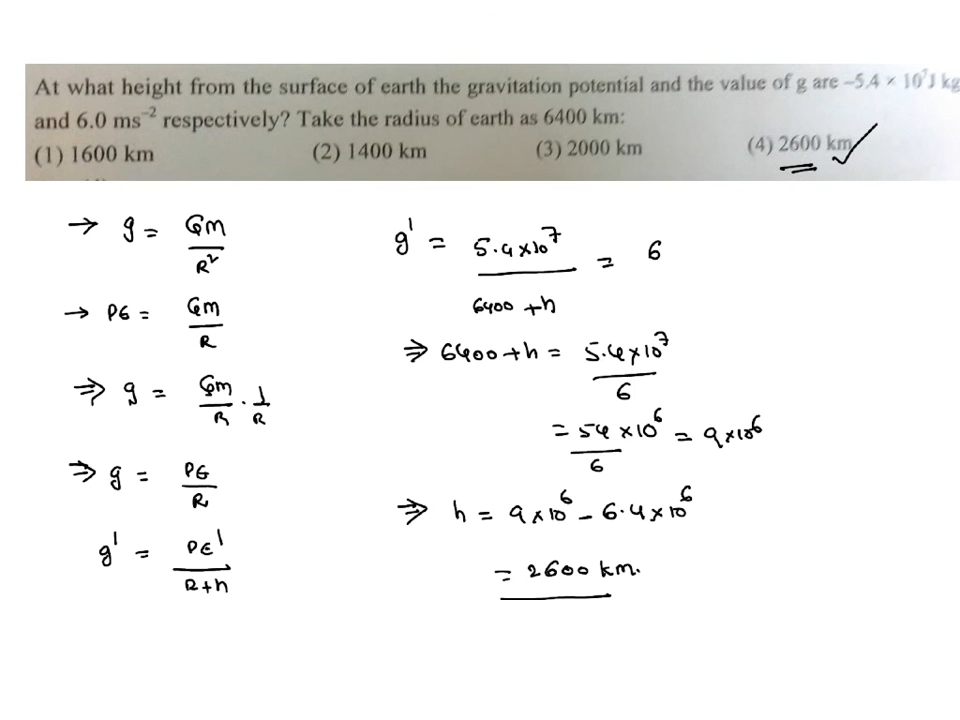 At what height from the surface of earth the gravitation potential and the value of g are –5.4 × 10⁷J kg
and 6.0 ms⁻² respectively? Take the radius of earth as 6400 km:
(1) 1600 km (2) 1400 km (3) 2000 km (4) 2600 km ✓
→ g = GM/R²
→ PE = GM/R
⇒ g = GM/R · 1/R
⇒ g = PE/R
g' = PE'/R+h
g' = 5.4×10⁷/6400+h = 6
⇒ 6400+h = 5.4×10⁷/6
= 54×10⁶/6 = 9×10⁶
⇒ h = 9×10⁶ – 6.4×10⁶
= 2600 km.